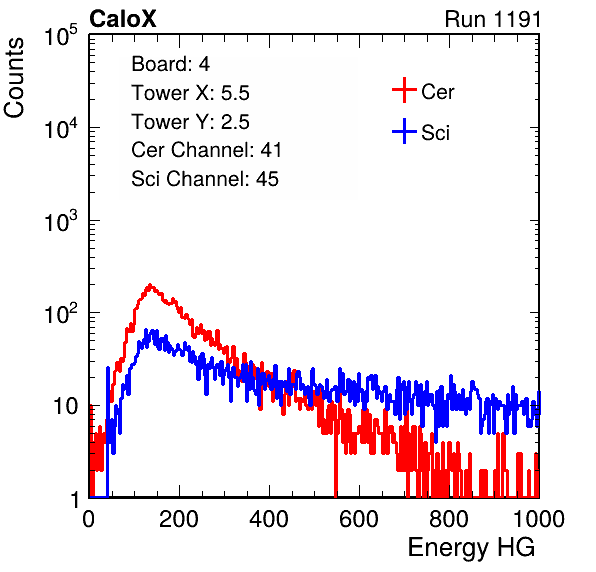 CaloX Run 1191
Counts
Board: 4
Tower X: 5.5
Tower Y: 2.5
Cer Channel: 41
Sci Channel: 45
Cer
Sci
10^5
10^4
10^3
10^2
10
1
0 200 400 600 800 1000
Energy HG